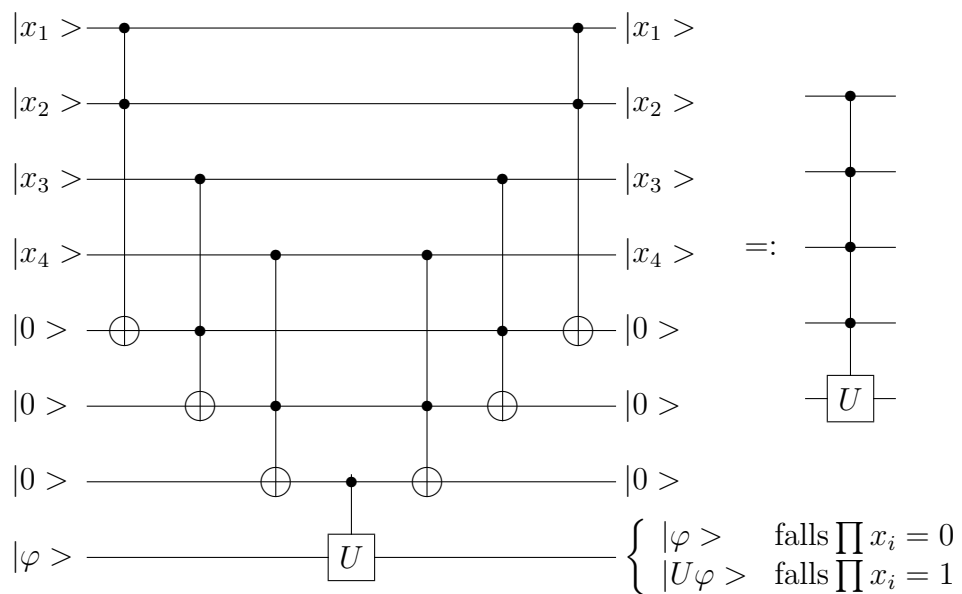 |x₁ > |x₁ >
|x₂ > |x₂ >
|x₃ > |x₃ >
|x₄ > |x₄ > =:
|0 > |0 >
|0 > |0 > U
|0 > |0 >
|φ > U { |φ > falls ∏ xᵢ = 0
|Uφ > falls ∏ xᵢ = 1